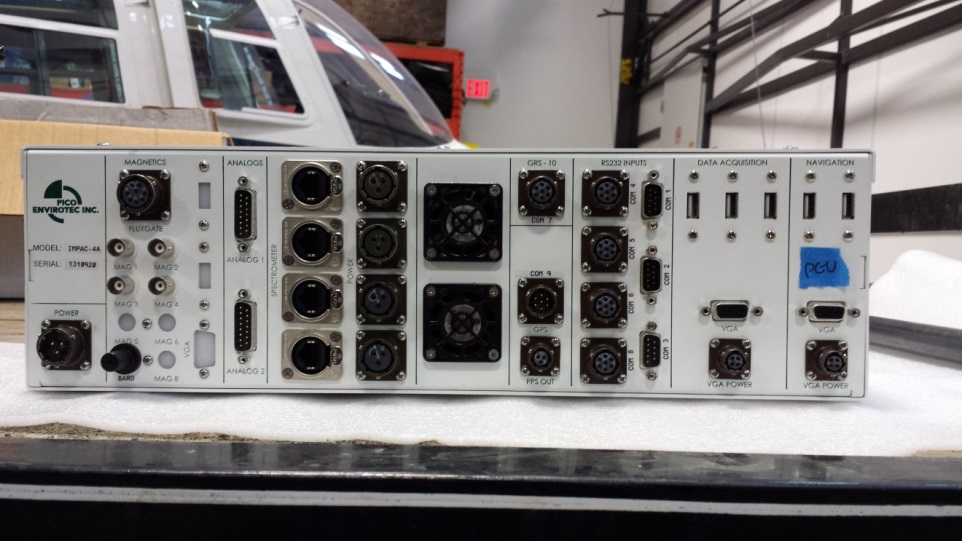 EXIT
PICO
ENVIROTEC INC.
MODEL: IMPAC-4A
SERIAL: 1310920
POWER
MAGNETICS
FLUXGATE
MAG 1
MAG 2
MAG 3
MAG 4
MAG 5
MAG 6
BARO
MAG 8
VGA
ANALOGS
ANALOG 1
ANALOG 2
SPECTROMETER
POWER
GRS - 10
COM 7
COM 9
GPS
PPS OUT
RS232 INPUTS
COM 4
COM 1
COM 5
COM 2
COM 6
COM 3
COM 8
DATA ACQUISITION
VGA
VGA POWER
NAVIGATION
PGU
VGA
VGA POWER